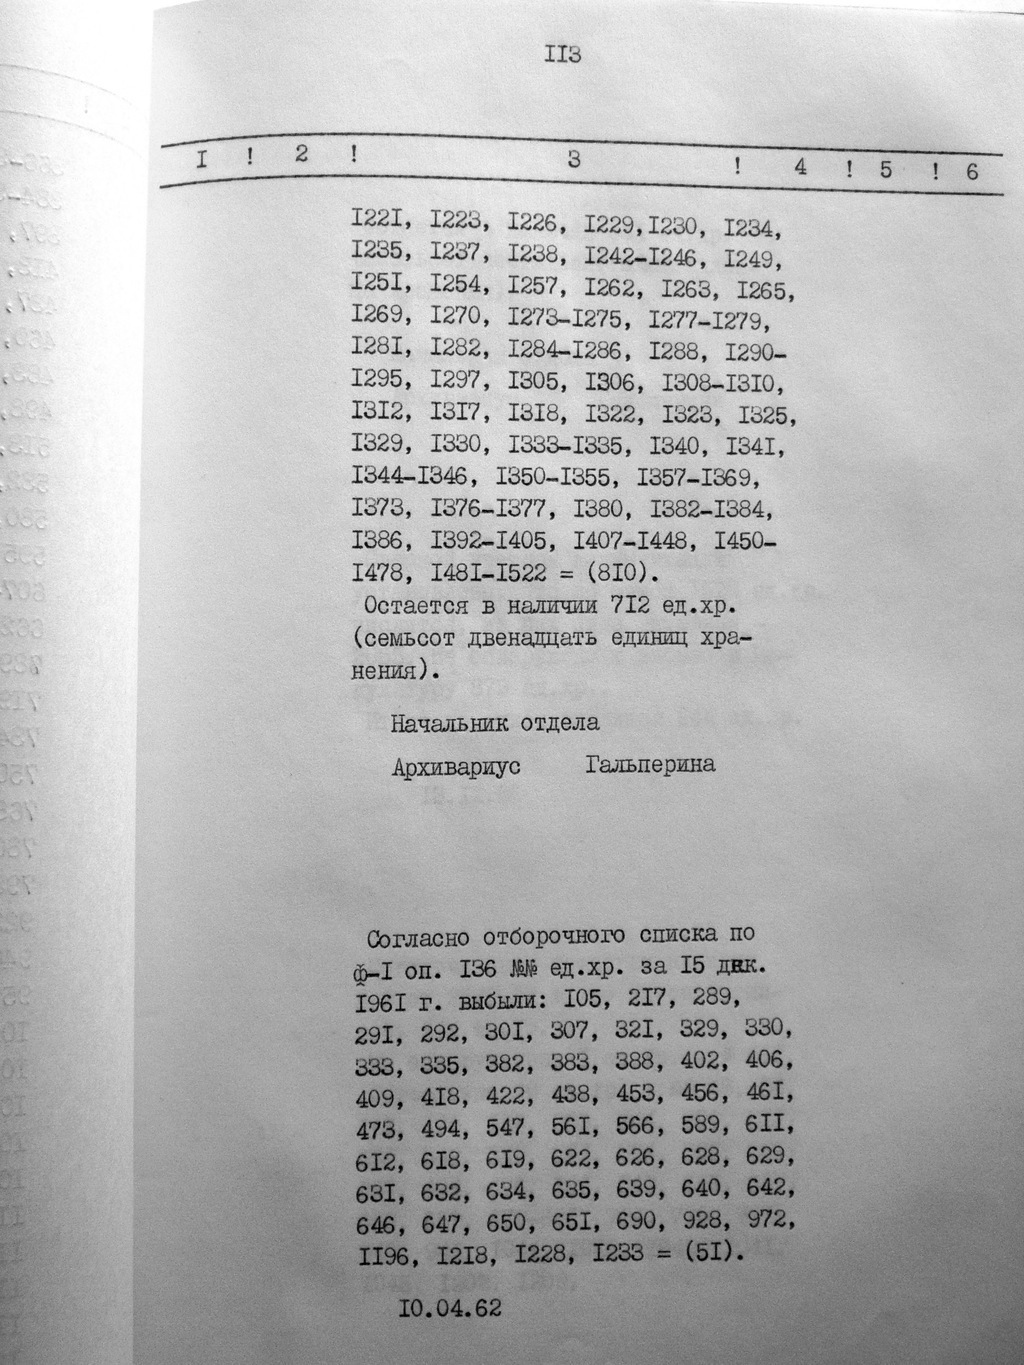 II3
I ! 2 ! 3 ! 4 ! 5 ! 6
I22I, I223, I226, I229,I230, I234,
I235, I237, I238, I242-I246, I249,
I25I, I254, I257, I262, I263, I265,
I269, I270, I273-I275, I277-I279,
I28I, I282, I284-I286, I288, I290-
I295, I297, I305, I306, I308-I3I0,
I3I2, I3I7, I3I8, I322, I323, I325,
I329, I330, I333-I335, I340, I34I,
I344-I346, I350-I355, I357-I369,
I373, I376-I377, I380, I382-I384,
I386, I392-I405, I407-I448, I450-
I478, I48I-I522 = (8I0).
Остается в наличии 7I2 ед.хр.
(семьсот двенадцать единиц хра-
нения).
Начальник отдела
Архивариус Гальперина
Согласно отборочного списка по
ф-I оп. I36 №№ ед.хр. за I5 дек.
I96I г. выбыли: I05, 2I7, 289,
29I, 292, 30I, 307, 32I, 329, 330,
333, 335, 382, 383, 388, 402, 406,
409, 4I8, 422, 438, 453, 456, 46I,
473, 494, 547, 56I, 566, 589, 6II,
6I2, 6I8, 6I9, 622, 626, 628, 629,
63I, 632, 634, 635, 639, 640, 642,
646, 647, 650, 65I, 690, 928, 972,
II96, I2I8, I228, I233 = (5I).
I0.04.62